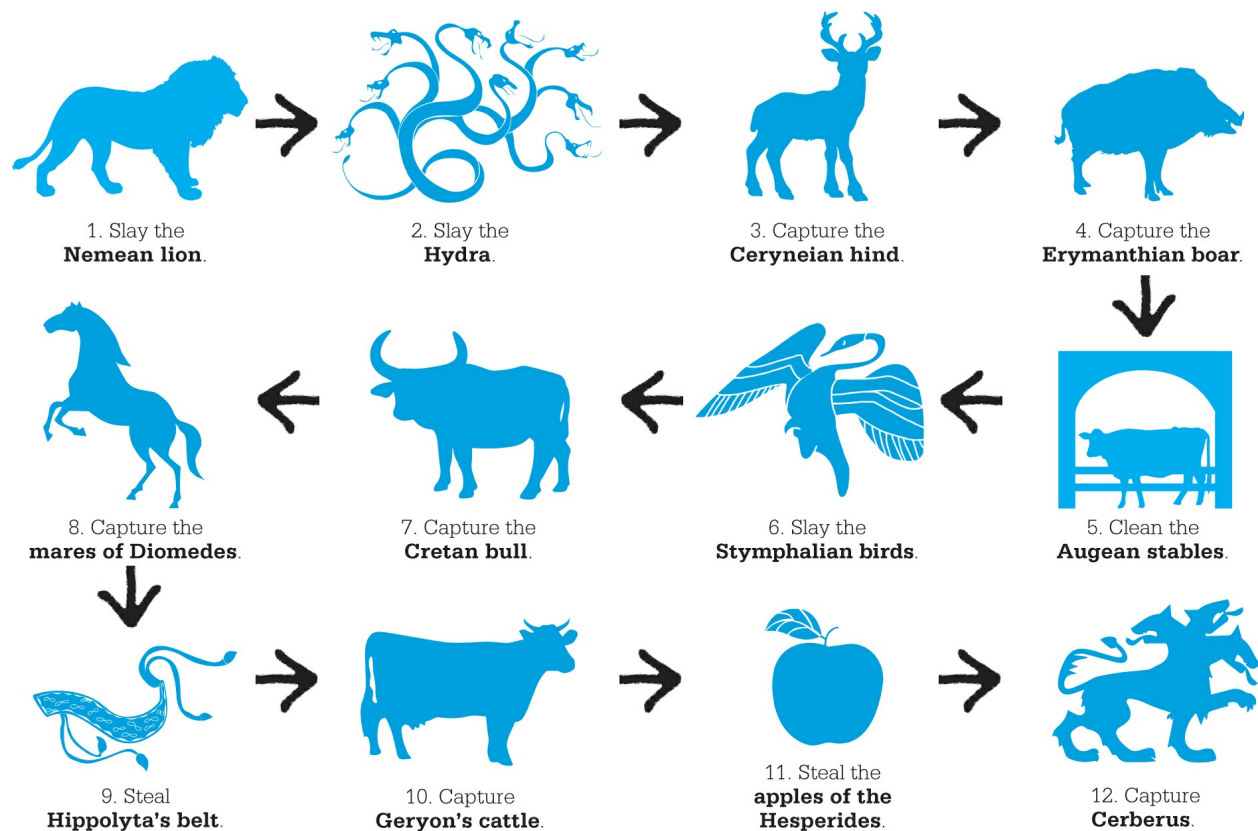 1. Slay the
Nemean lion.
2. Slay the
Hydra.
3. Capture the
Ceryneian hind.
4. Capture the
Erymanthian boar.
5. Clean the
Augean stables.
6. Slay the
Stymphalian birds.
7. Capture the
Cretan bull.
8. Capture the
mares of Diomedes.
9. Steal
Hippolyta’s belt.
10. Capture
Geryon’s cattle.
11. Steal the
apples of the
Hesperides.
12. Capture
Cerberus.